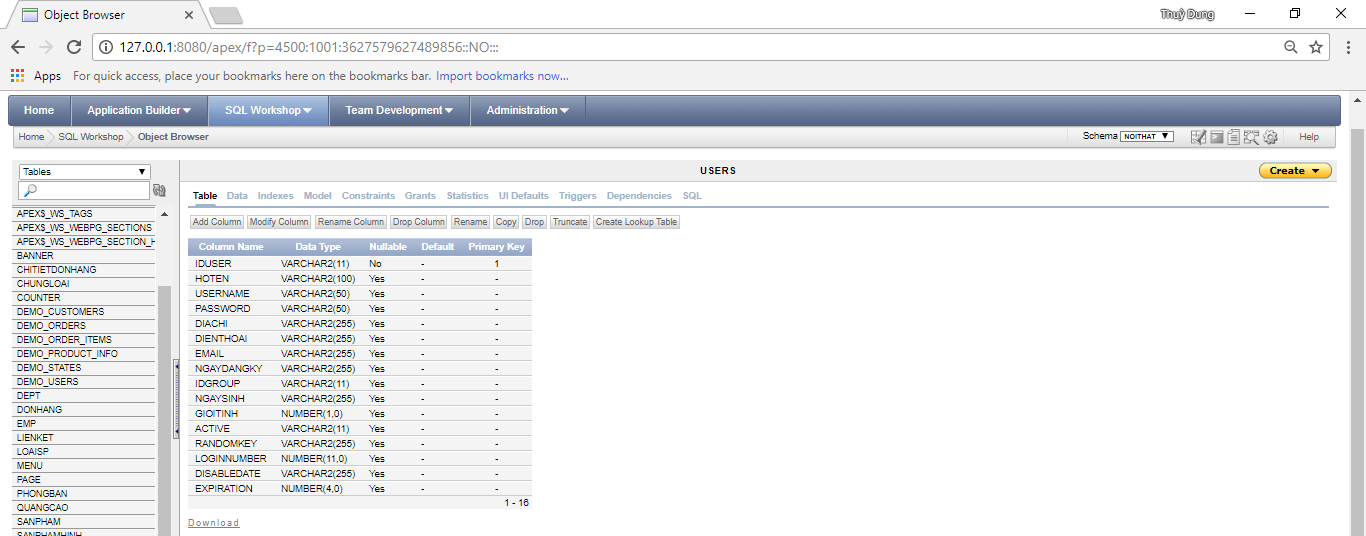 Object Browser
Thuỳ Dung
127.0.0.1:8080/apex/f?p=4500:1001:3627579627489856::NO:::
Apps For quick access, place your bookmarks here on the bookmarks bar. Import bookmarks now...
Home Application Builder SQL Workshop Team Development Administration
Home SQL Workshop Object Browser Schema NOITHAT Help
Tables
APEX$_WS_TAGS
APEX$_WS_WEBPG_SECTIONS
APEX$_WS_WEBPG_SECTION_H
BANNER
CHITIETDONHANG
CHUNGLOAI
COUNTER
DEMO_CUSTOMERS
DEMO_ORDERS
DEMO_ORDER_ITEMS
DEMO_PRODUCT_INFO
DEMO_STATES
DEMO_USERS
DEPT
DONHANG
EMP
LIENKET
LOAISP
MENU
PAGE
PHONGBAN
QUANGCAO
SANPHAM
SANPHAMHINH
USERS Create
Table Data Indexes Model Constraints Grants Statistics UI Defaults Triggers Dependencies SQL
Add Column Modify Column Rename Column Drop Column Rename Copy Drop Truncate Create Lookup Table
Column Name Data Type Nullable Default Primary Key
IDUSER VARCHAR2(11) No - 1
HOTEN VARCHAR2(100) Yes - -
USERNAME VARCHAR2(50) Yes - -
PASSWORD VARCHAR2(50) Yes - -
DIACHI VARCHAR2(255) Yes - -
DIENTHOAI VARCHAR2(255) Yes - -
EMAIL VARCHAR2(255) Yes - -
NGAYDANGKY VARCHAR2(255) Yes - -
IDGROUP VARCHAR2(11) Yes - -
NGAYSINH VARCHAR2(255) Yes - -
GIOITINH NUMBER(1,0) Yes - -
ACTIVE VARCHAR2(11) Yes - -
RANDOMKEY VARCHAR2(255) Yes - -
LOGINNUMBER NUMBER(11,0) Yes - -
DISABLEDATE VARCHAR2(255) Yes - -
EXPIRATION NUMBER(4,0) Yes - -
1 - 16
Download